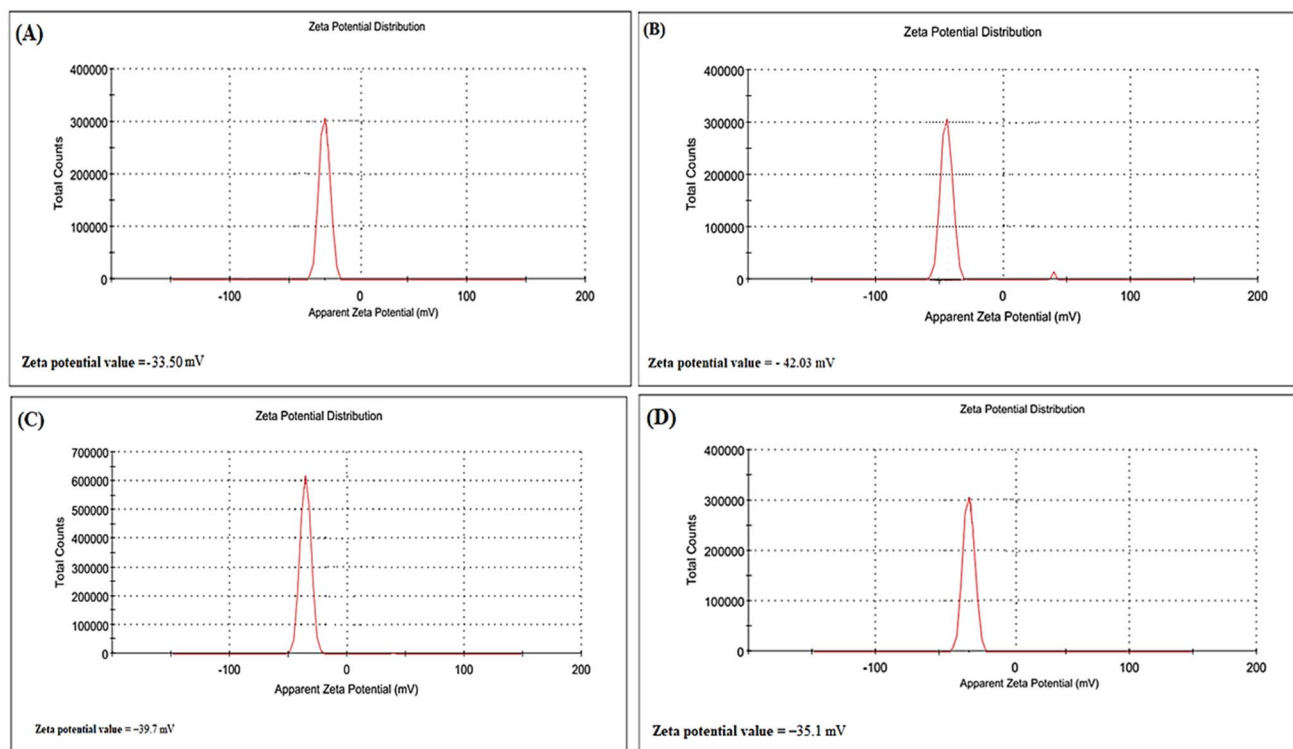 (A)
Zeta Potential Distribution
400000
300000
200000
100000
0
Total Counts
-100 0 100 200
Apparent Zeta Potential (mV)
Zeta potential value =-33.50 mV
(B)
Zeta Potential Distribution
400000
300000
200000
100000
0
Total Counts
-100 0 100 200
Apparent Zeta Potential (mV)
Zeta potential value = - 42.03 mV
(C)
Zeta Potential Distribution
700000
600000
500000
400000
300000
200000
100000
0
Total Counts
-100 0 100 200
Apparent Zeta Potential (mV)
Zeta potential value = –39.7 mV
(D)
Zeta Potential Distribution
400000
300000
200000
100000
0
Total Counts
-100 0 100 200
Apparent Zeta Potential (mV)
Zeta potential value = –35.1 mV